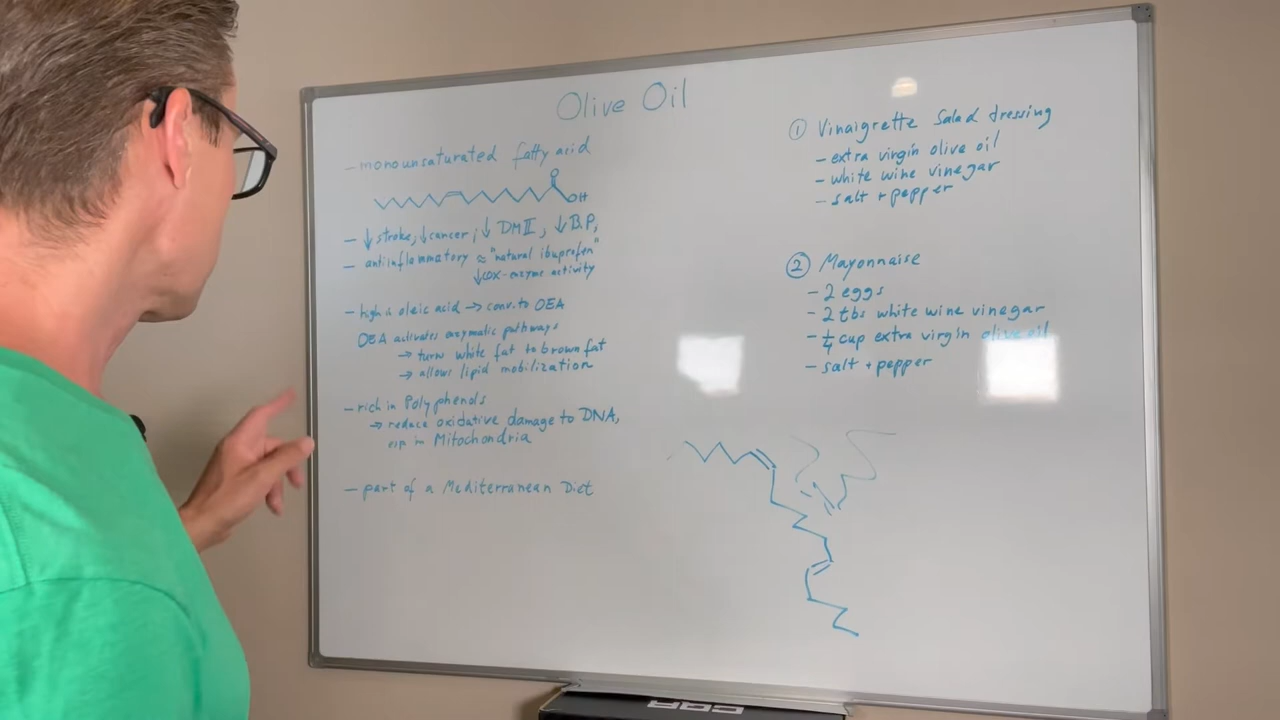 Olive Oil
- monounsaturated fatty acid
O
OH
- ↓ stroke, ↓ cancer, ↓ DM II, ↓ B.P,
- antiinflammatory ≈ "natural ibuprofen"
↓ COX-enzyme activity
- high in oleic acid → conv. to OEA
OEA activates enzymatic pathways
→ turn white fat to brown fat
→ allows lipid mobilization
- rich in Polyphenols
→ reduce oxidative damage to DNA,
esp in Mitochondria
- part of a Mediterranean Diet
① Vinaigrette Salad dressing
- extra virgin olive oil
- white wine vinegar
- salt + pepper
② Mayonnaise
- 2 eggs
- 2 tbs white wine vinegar
- 1/4 cup extra virgin olive oil
- salt + pepper